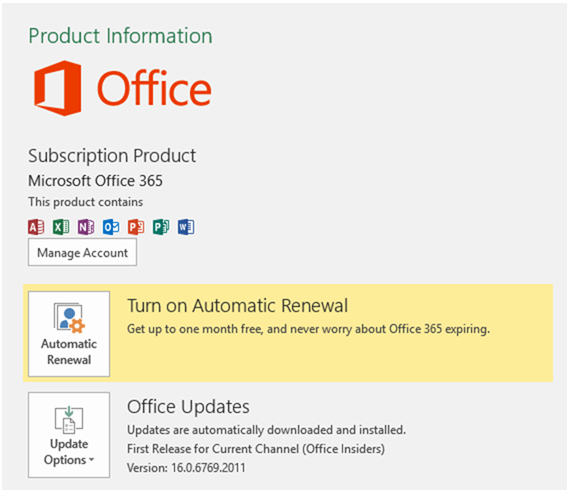 Product Information
Office
Subscription Product
Microsoft Office 365
This product contains
Manage Account
Automatic
Renewal
Turn on Automatic Renewal
Get up to one month free, and never worry about Office 365 expiring.
Update
Options
Office Updates
Updates are automatically downloaded and installed.
First Release for Current Channel (Office Insiders)
Version: 16.0.6769.2011